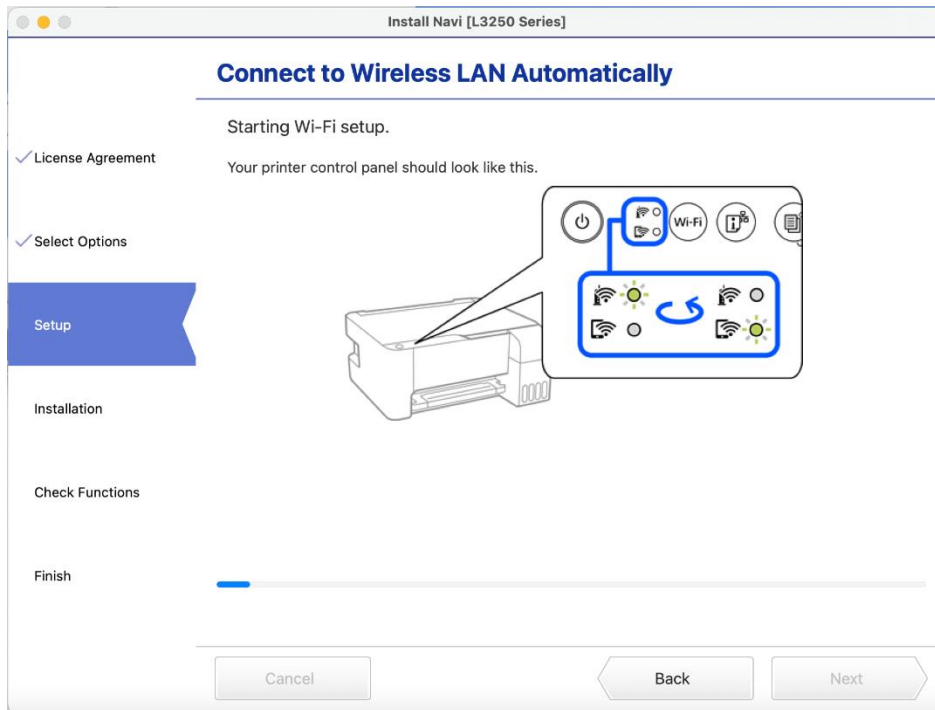 Install Navi [L3250 Series]
Connect to Wireless LAN Automatically
Starting Wi-Fi setup.
Your printer control panel should look like this.
Wi-Fi
License Agreement
Select Options
Setup
Installation
Check Functions
Finish
Cancel
Back
Next